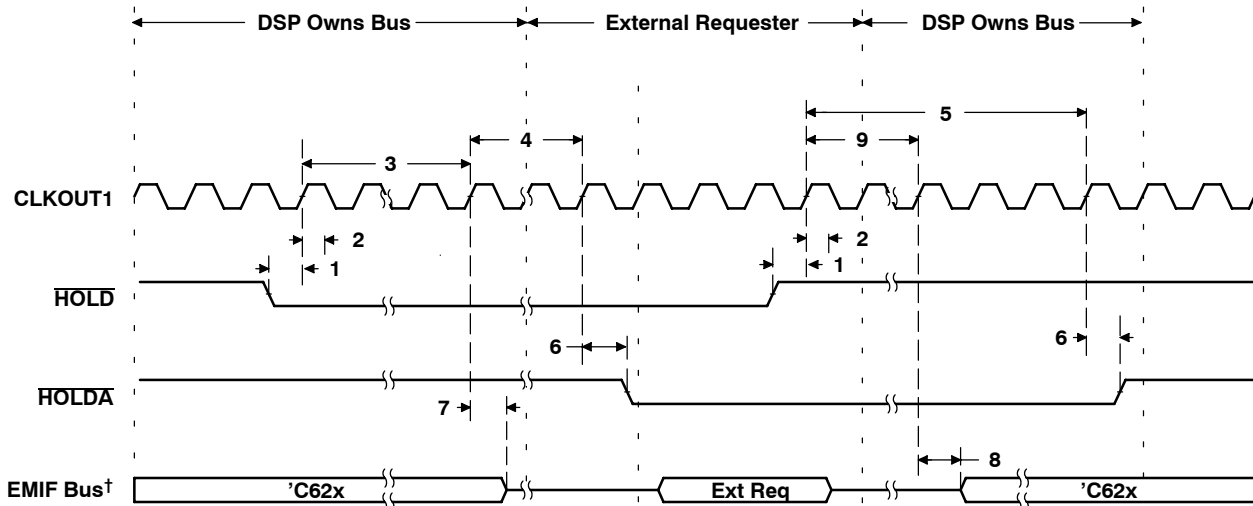 DSP Owns Bus External Requester DSP Owns Bus
5
4 9
3
CLKOUT1
2 2
1 1
HOLD
6 6
HOLDA
7
8
EMIF Bus† ’C62x Ext Req ’C62x